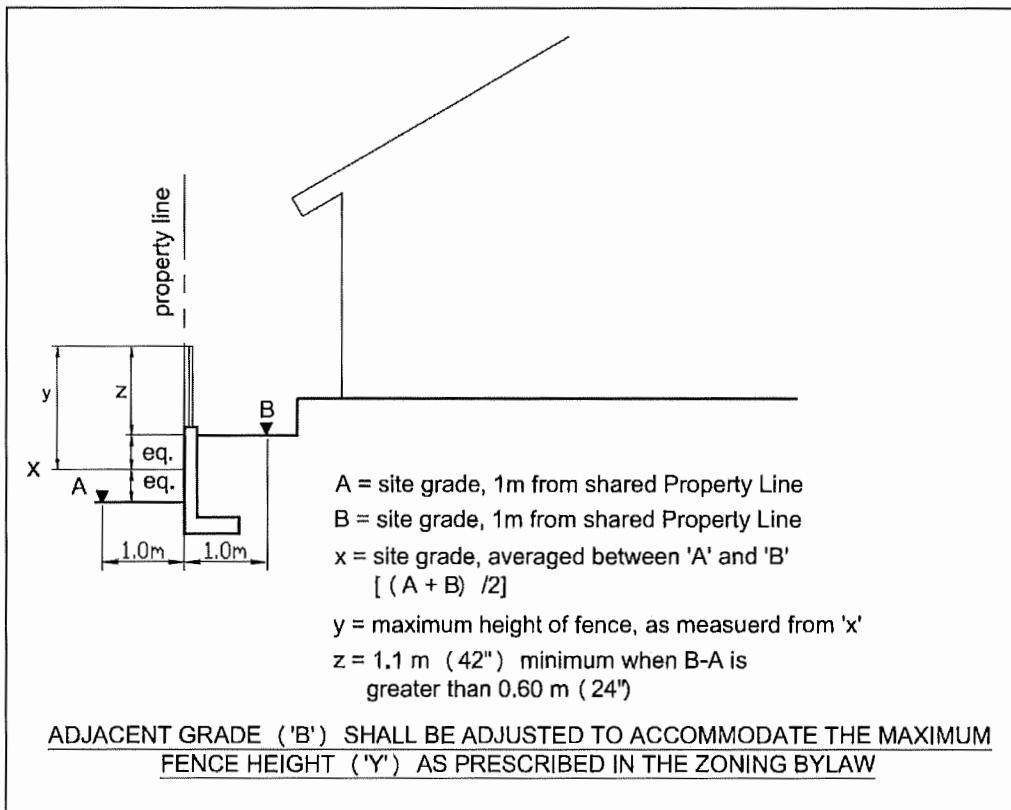 property line
y
z
B
eq.
x
A
eq.
1.0m 1.0m
A = site grade, 1m from shared Property Line
B = site grade, 1m from shared Property Line
x = site grade, averaged between 'A' and 'B'
[ ( A + B) /2]
y = maximum height of fence, as measuerd from 'x'
z = 1.1 m ( 42" ) minimum when B-A is
greater than 0.60 m ( 24")
ADJACENT GRADE ( 'B' ) SHALL BE ADJUSTED TO ACCOMMODATE THE MAXIMUM
FENCE HEIGHT ( 'Y' ) AS PRESCRIBED IN THE ZONING BYLAW